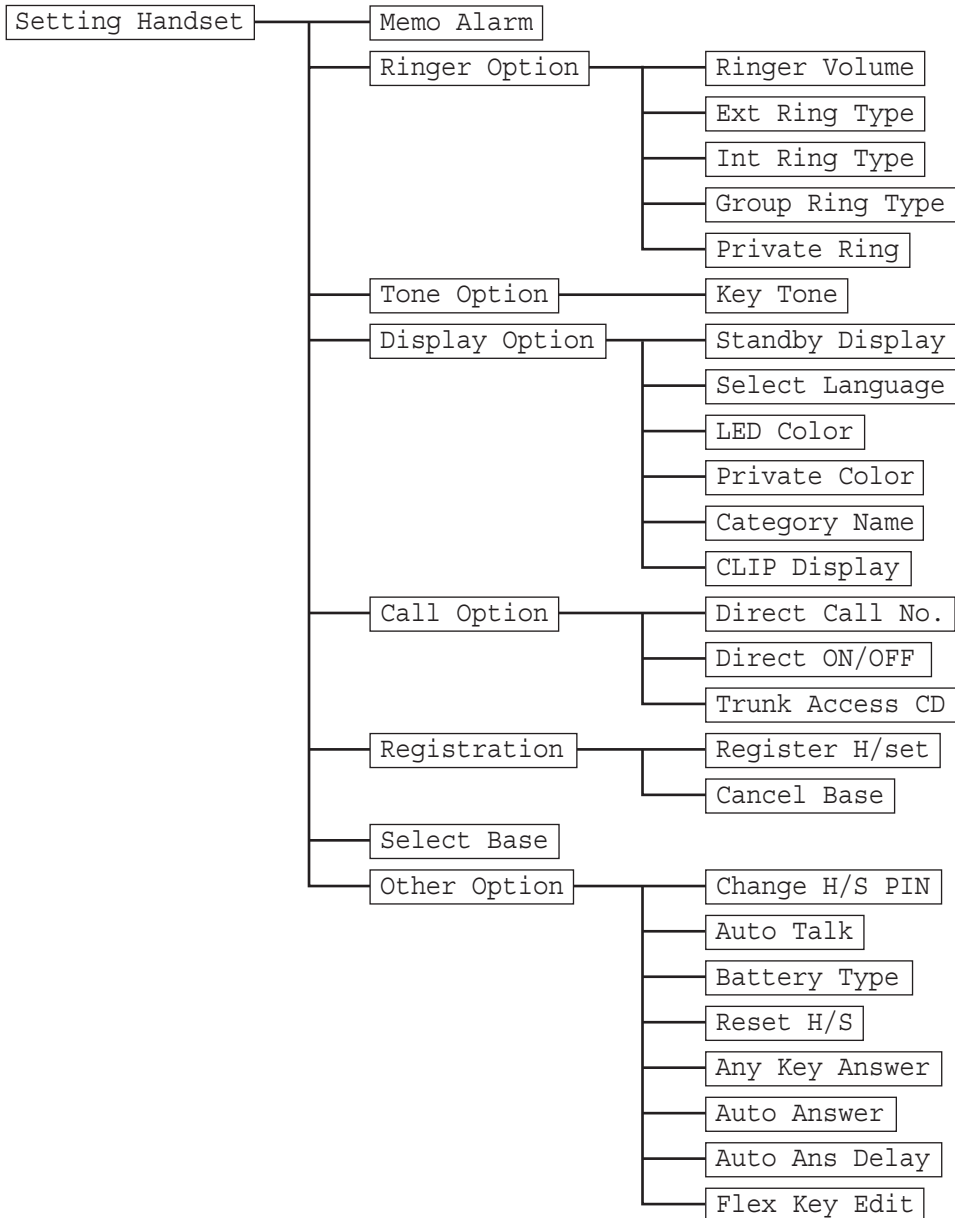 Setting Handset
Memo Alarm
Ringer Option
Ringer Volume
Ext Ring Type
Int Ring Type
Group Ring Type
Private Ring
Tone Option
Key Tone
Display Option
Standby Display
Select Language
LED Color
Private Color
Category Name
CLIP Display
Call Option
Direct Call No.
Direct ON/OFF
Trunk Access CD
Registration
Register H/set
Cancel Base
Select Base
Other Option
Change H/S PIN
Auto Talk
Battery Type
Reset H/S
Any Key Answer
Auto Answer
Auto Ans Delay
Flex Key Edit